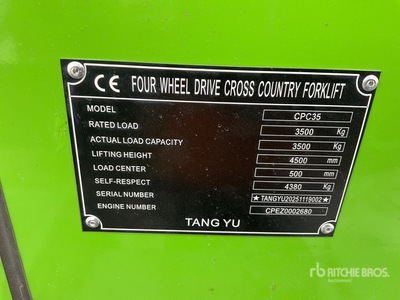 CE FOUR WHEEL DRIVE CROSS COUNTRY FORKLIFT
MODEL CPC35
RATED LOAD 3500 Kg
ACTUAL LOAD CAPACITY 3500 Kg
LIFTING HEIGHT 4500 mm
LOAD CENTER 500 mm
SELF-RESPECT 4380 Kg
SERIAL NUMBER ★TANGYU20251119002★
ENGINE NUMBER CPEZ0002680
TANG YU
rb RITCHIE BROS.